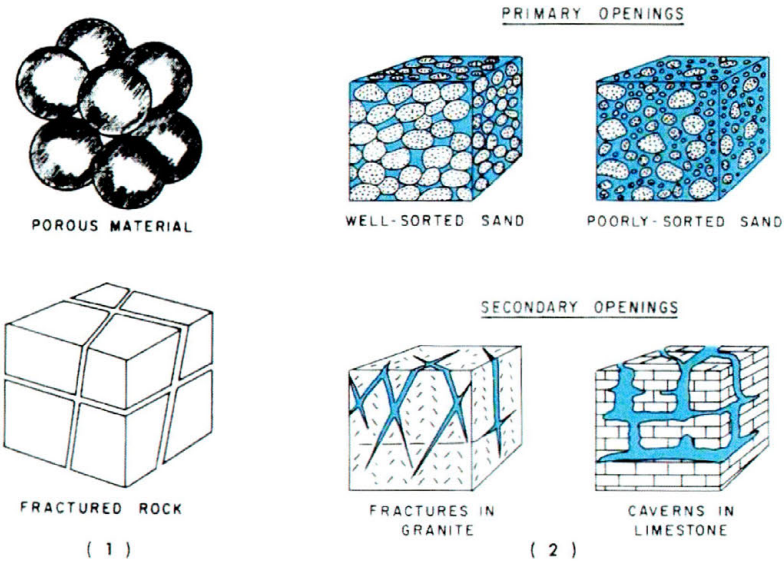 PRIMARY OPENINGS
POROUS MATERIAL
WELL-SORTED SAND
POORLY-SORTED SAND
SECONDARY OPENINGS
FRACTURED ROCK
FRACTURES IN
GRANITE
CAVERNS IN
LIMESTONE
( 1 )
( 2 )